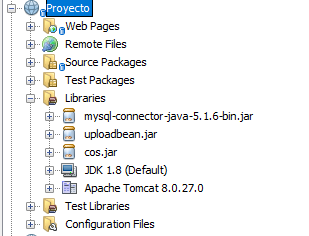 Proyecto
Web Pages
Remote Files
Source Packages
Test Packages
Libraries
mysql-connector-java-5.1.6-bin.jar
uploadbean.jar
cos.jar
JDK 1.8 (Default)
Apache Tomcat 8.0.27.0
Test Libraries
Configuration Files